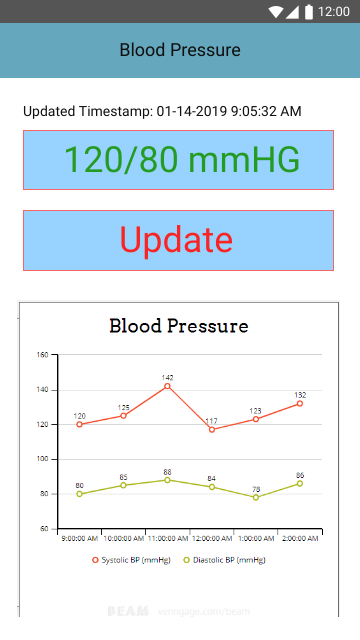 12:00
Blood Pressure
Updated Timestamp: 01-14-2019 9:05:32 AM
120/80 mmHG
Update
Blood Pressure
160
142
140
132
125
123
120
117
120
100
88
86
85
84
80
78
80
60
9:00:00 AM 10:00:00 AM 11:00:00 AM 12:00:00 AM 1:00:00 AM 2:00:00 AM
Systolic BP (mmHg) Diastolic BP (mmHg)
BEAM venngage.com/beam